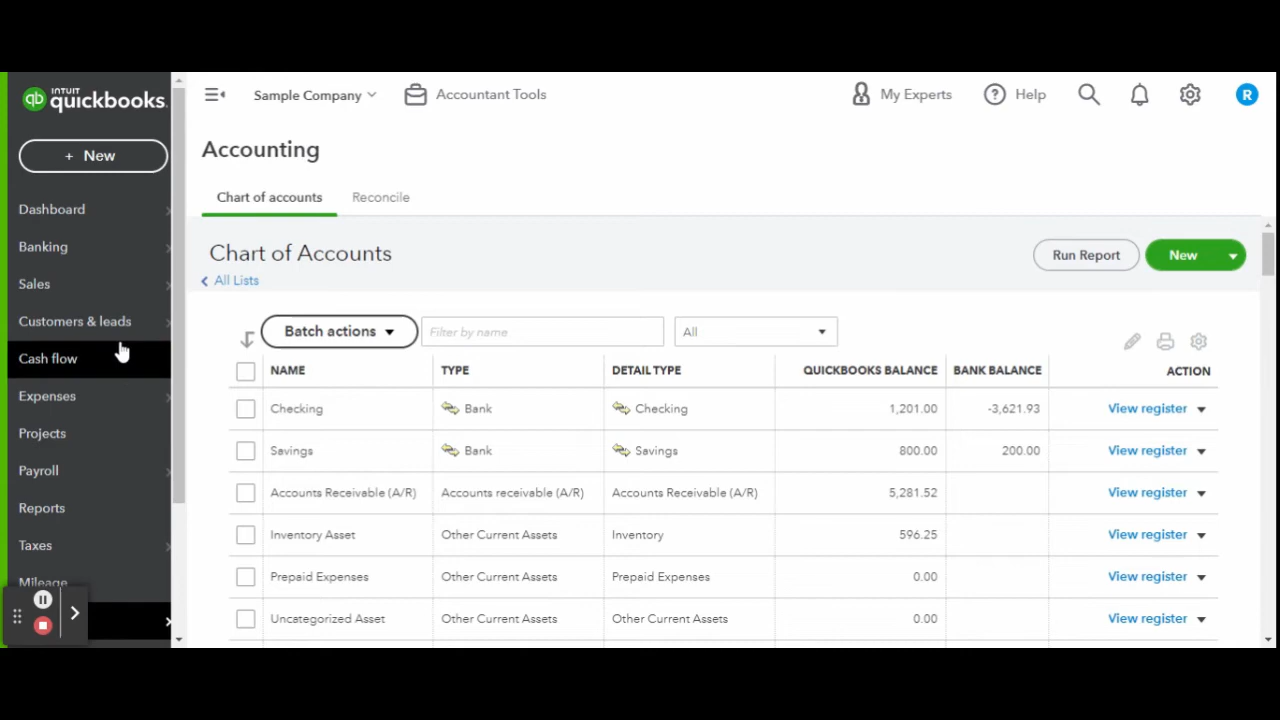 INTUIT
qb quickbooks.
Sample Company
Accountant Tools
My Experts
? Help
R
+ New
Accounting
Dashboard
Banking
Sales
Customers & leads
Cash flow
Expenses
Projects
Payroll
Reports
Taxes
Mileage
Chart of accounts
Reconcile
Chart of Accounts
All Lists
Run Report
New
Batch actions
Filter by name
All
NAME TYPE DETAIL TYPE QUICKBOOKS BALANCE BANK BALANCE ACTION
Checking Bank Checking 1,201.00 -3,621.93 View register
Savings Bank Savings 800.00 200.00 View register
Accounts Receivable (A/R) Accounts receivable (A/R) Accounts Receivable (A/R) 5,281.52 View register
Inventory Asset Other Current Assets Inventory 596.25 View register
Prepaid Expenses Other Current Assets Prepaid Expenses 0.00 View register
Uncategorized Asset Other Current Assets Other Current Assets 0.00 View register